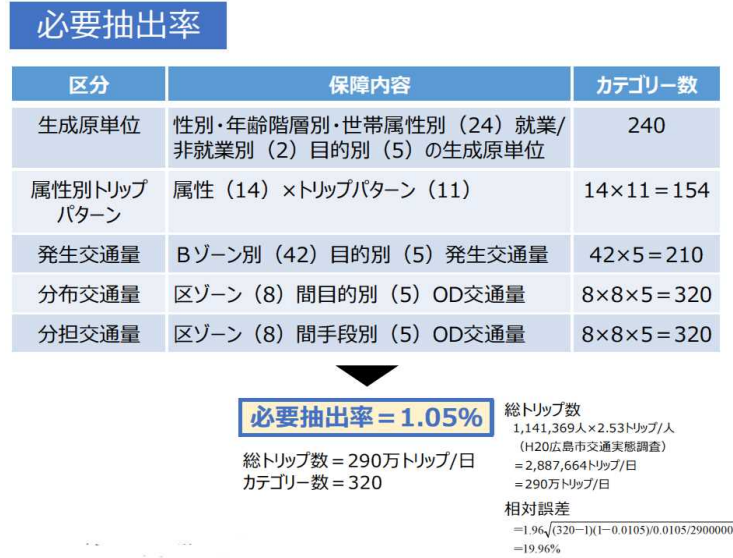 必要抽出率
区分 保障内容 カテゴリー数
生成原単位 性別・年齢階層別・世帯属性別（24）就業/ 240
非就業別（2）目的別（5）の生成原単位
属性別トリップ 属性（14）×トリップパターン（11） 14×11＝154
パターン
発生交通量 Ｂゾーン別（42）目的別（5）発生交通量 42×5＝210
分布交通量 区ゾーン（8）間目的別（5）OD交通量 8×8×5＝320
分担交通量 区ゾーン（8）間手段別（5）OD交通量 8×8×5＝320
必要抽出率＝1.05%
総トリップ数＝290万トリップ/日
カテゴリー数＝320
総トリップ数
1,141,369人×2.53トリップ/人
（H20広島市交通実態調査）
＝2,887,664トリップ/日
＝290万トリップ/日
相対誤差
=1.96√(320−1)(1−0.0105)/0.0105/2900000
=19.96%